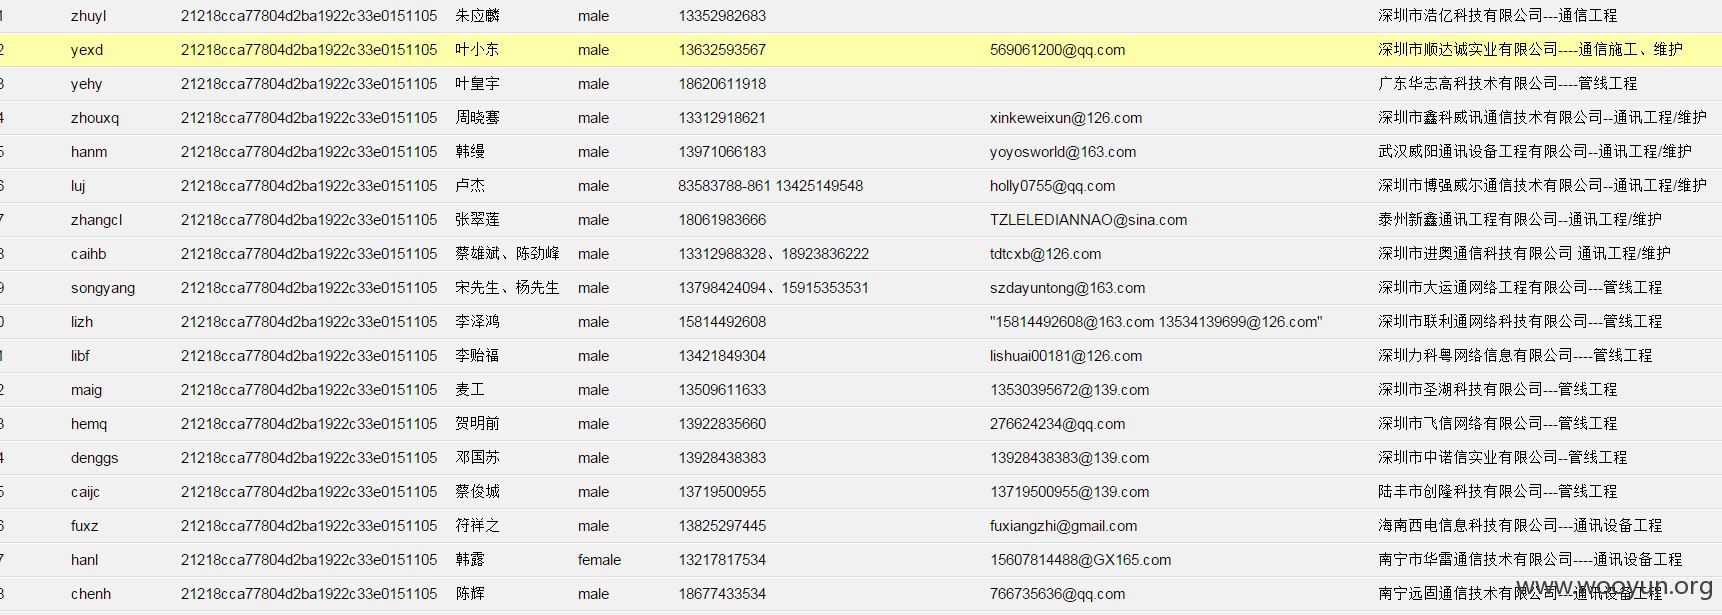 1 zhuyl 21218cca77804d2ba1922c33e0151105 朱应麟 male 13352982683 深圳市浩亿科技有限公司---通信工程
2 yexd 21218cca77804d2ba1922c33e0151105 叶小东 male 13632593567 569061200@qq.com 深圳市顺达诚实业有限公司----通信施工、维护
3 yehy 21218cca77804d2ba1922c33e0151105 叶皇宇 male 18620611918 广东华志高科技术有限公司----管线工程
4 zhouxq 21218cca77804d2ba1922c33e0151105 周晓骞 male 13312918621 xinkeweixun@126.com 深圳市鑫科威讯通信技术有限公司--通讯工程/维护
5 hanm 21218cca77804d2ba1922c33e0151105 韩缦 male 13971066183 yoyosworld@163.com 武汉威阳通讯设备工程有限公司--通讯工程/维护
6 luj 21218cca77804d2ba1922c33e0151105 卢杰 male 83583788-861 13425149548 holly0755@qq.com 深圳市博强威尔通信技术有限公司--通讯工程/维护
7 zhangcl 21218cca77804d2ba1922c33e0151105 张翠莲 male 18061983666 TZLELEDIANNAO@sina.com 泰州新鑫通讯工程有限公司--通讯工程/维护
8 caihb 21218cca77804d2ba1922c33e0151105 蔡雄斌、陈劲峰 male 13312988328、18923836222 tdtcxb@126.com 深圳市进奥通信科技有限公司 通讯工程/维护
9 songyang 21218cca77804d2ba1922c33e0151105 宋先生、杨先生 male 13798424094、15915353531 szdayuntong@163.com 深圳市大运通网络工程有限公司---管线工程
0 lizh 21218cca77804d2ba1922c33e0151105 李泽鸿 male 15814492608 "15814492608@163.com 13534139699@126.com" 深圳市联利通网络科技有限公司---管线工程
1 libf 21218cca77804d2ba1922c33e0151105 李贻福 male 13421849304 lishuai00181@126.com 深圳力科粤网络信息有限公司----管线工程
2 maig 21218cca77804d2ba1922c33e0151105 麦工 male 13509611633 13530395672@139.com 深圳市圣湖科技有限公司---管线工程
3 hemq 21218cca77804d2ba1922c33e0151105 贺明前 male 13922835660 276624234@qq.com 深圳市飞信网络有限公司---管线工程
4 denggs 21218cca77804d2ba1922c33e0151105 邓国苏 male 13928438383 13928438383@139.com 深圳市中诺信实业有限公司--管线工程
5 caijc 21218cca77804d2ba1922c33e0151105 蔡俊城 male 13719500955 13719500955@139.com 陆丰市创隆科技有限公司---管线工程
6 fuxz 21218cca77804d2ba1922c33e0151105 符祥之 male 13825297445 fuxiangzhi@gmail.com 海南西电信息科技有限公司---通讯设备工程
7 hanl 21218cca77804d2ba1922c33e0151105 韩露 female 13217817534 15607814488@GX165.com 南宁市华雷通信技术有限公司----通讯设备工程
8 chenh 21218cca77804d2ba1922c33e0151105 陈辉 male 18677433534 766735636@qq.com 南宁远固通信技术有限公司---通讯设备工程
www.wooyun.org